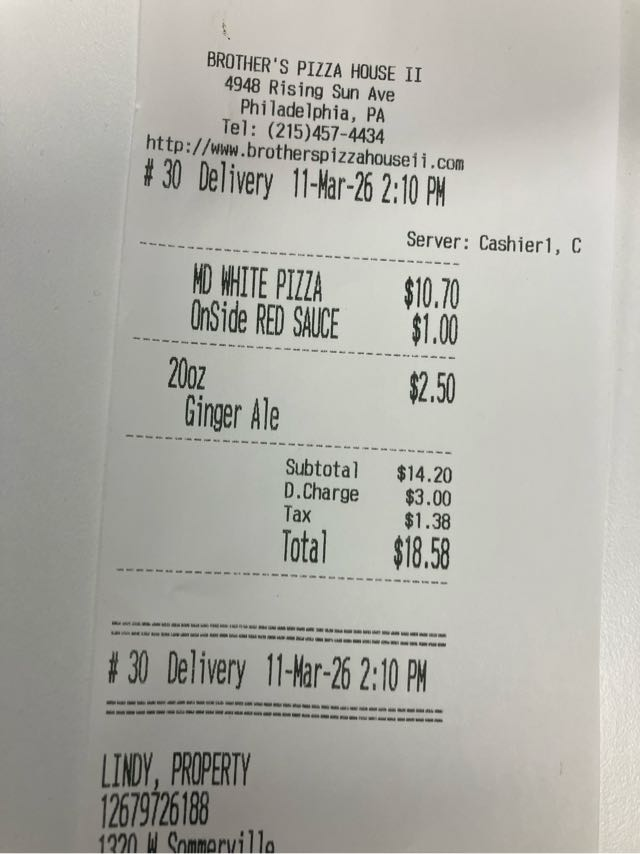 BROTHER'S PIZZA HOUSE II
4948 Rising Sun Ave
Philadelphia, PA
Tel: (215)457-4434
http://www.brotherspizzahouseii.com
# 30 Delivery 11-Mar-26 2:10 PM
Server: Cashier1, C
MD WHITE PIZZA $10.70
OnSide RED SAUCE $1.00
20oz $2.50
Ginger Ale
Subtotal $14.20
D.Charge $3.00
Tax $1.38
Total $18.58
# 30 Delivery 11-Mar-26 2:10 PM
LINDY, PROPERTY
12679726188
1320 W Sommerville